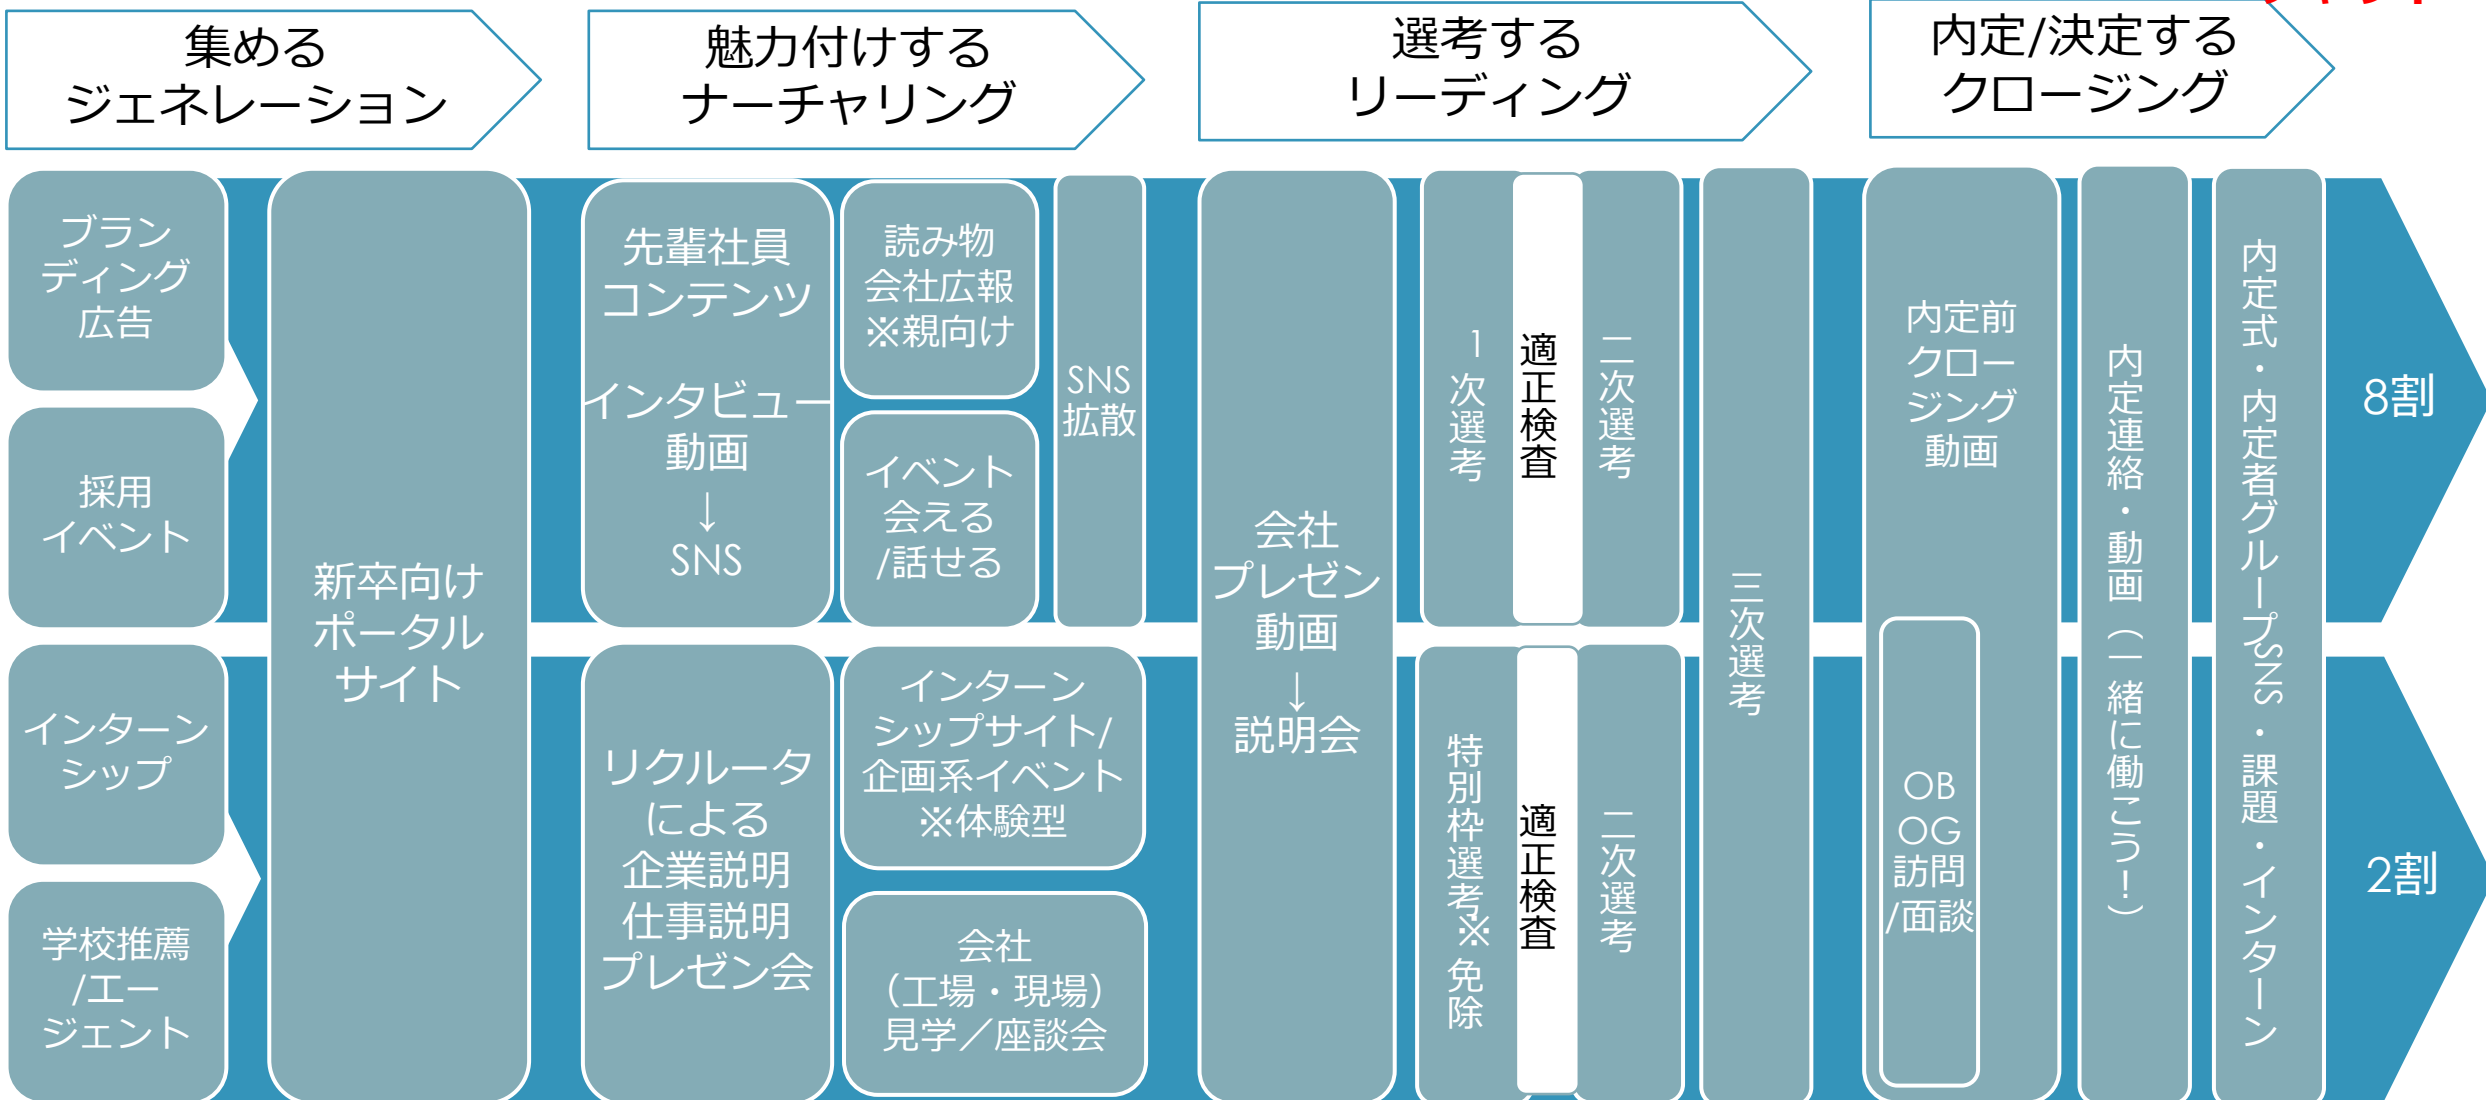 集める
ジェネレーション
魅力付けする
ナーチャリング
選考する
リーディング
内定/決定する
クロージング
ブラン
ディング
広告
採用
イベント
インターン
シップ
学校推薦
/エー
ジェント
新卒向け
ポータル
サイト
先輩社員
コンテンツ
インタビュー
動画
↓
SNS
読み物
会社広報
※親向け
イベント
会える
/話せる
SNS
拡散
リクルータ
による
企業説明
仕事説明
プレゼン会
インターン
シップサイト/
企画系イベント
※体験型
会社
（工場・現場）
見学／座談会
会社
プレゼン
動画
↓
説明会
1次選考
適正検査
二次選考
特別枠選考※免除
適正検査
二次選考
三次選考
内定前
クロー
ジング
動画
OB
OG
訪問
/面談
内定連絡・動画（一緒に働こう！）
内定式・内定者グループSNS・課題・インターン
8割
2割